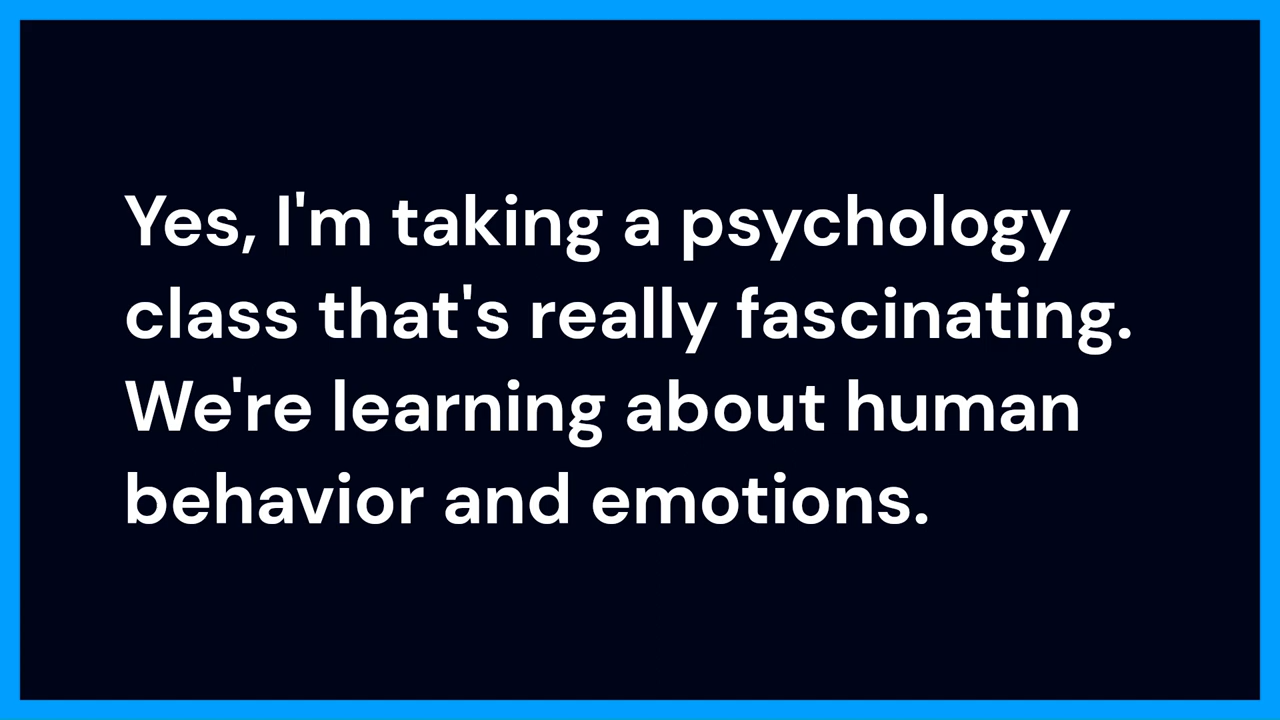 Yes, I'm taking a psychology
class that's really fascinating.
We're learning about human
behavior and emotions.